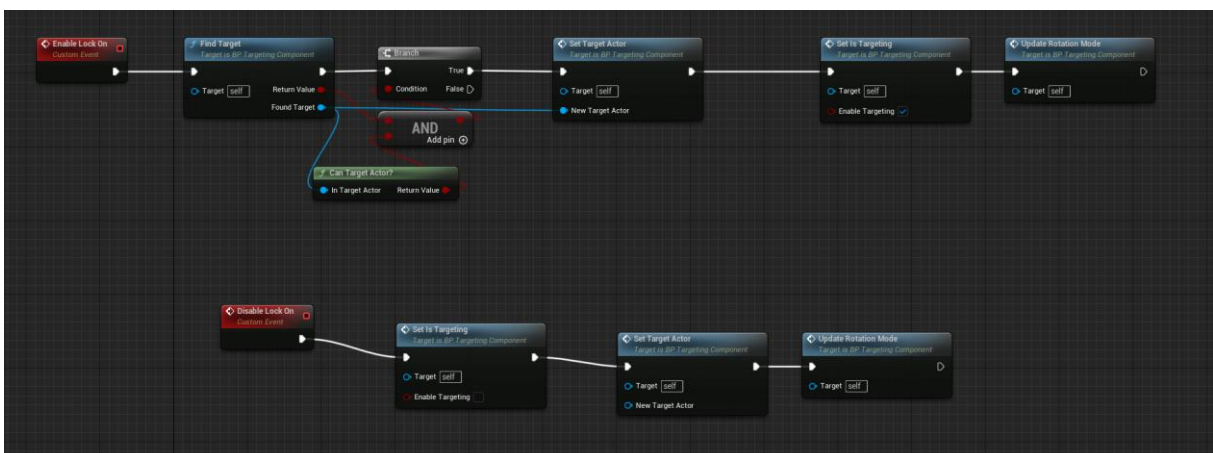 Enable Lock On
Custom Event
Find Target
Target is BP Targeting Component
Target self
Return Value
Found Target
Branch
True
Condition
False
AND
Add pin
Can Target Actor?
In Target Actor
Return Value
Set Target Actor
Target is BP Targeting Component
Target self
New Target Actor
Set Is Targeting
Target is BP Targeting Component
Target self
Enable Targeting
Update Rotation Mode
Target is BP Targeting Component
Target self
Disable Lock On
Custom Event
Set Is Targeting
Target is BP Targeting Component
Target self
Enable Targeting
Set Target Actor
Target is BP Targeting Component
Target self
New Target Actor
Update Rotation Mode
Target is BP Targeting Component
Target self